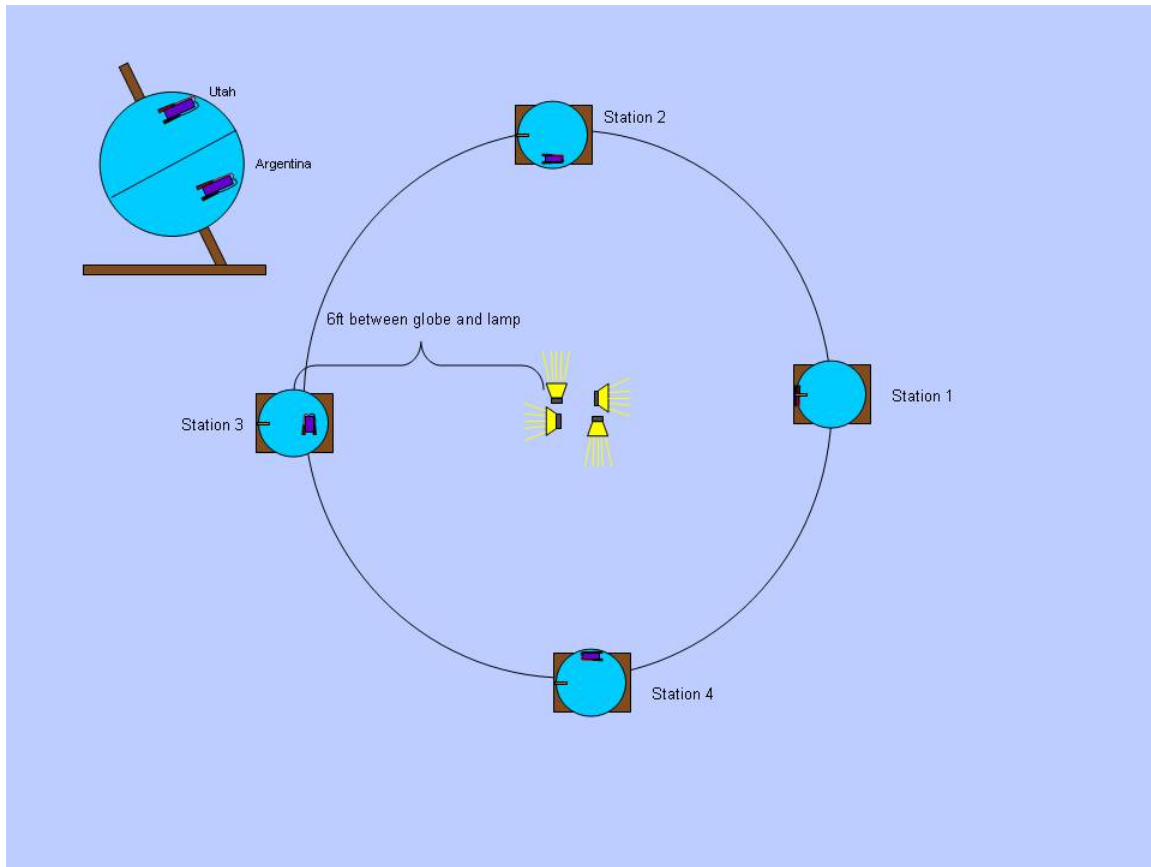 Utah
Argentina
Station 2
6ft between globe and lamp
Station 1
Station 3
Station 4